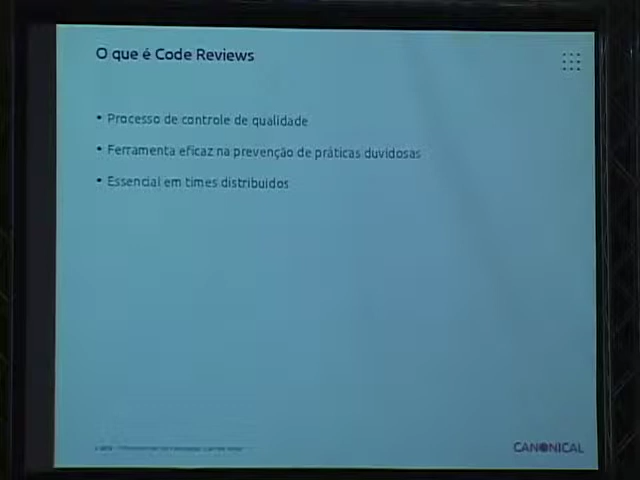 O que é Code Reviews
• Processo de controle de qualidade
• Ferramenta eficaz na prevenção de práticas duvidosas
• Essencial em times distribuidos
CANONICAL